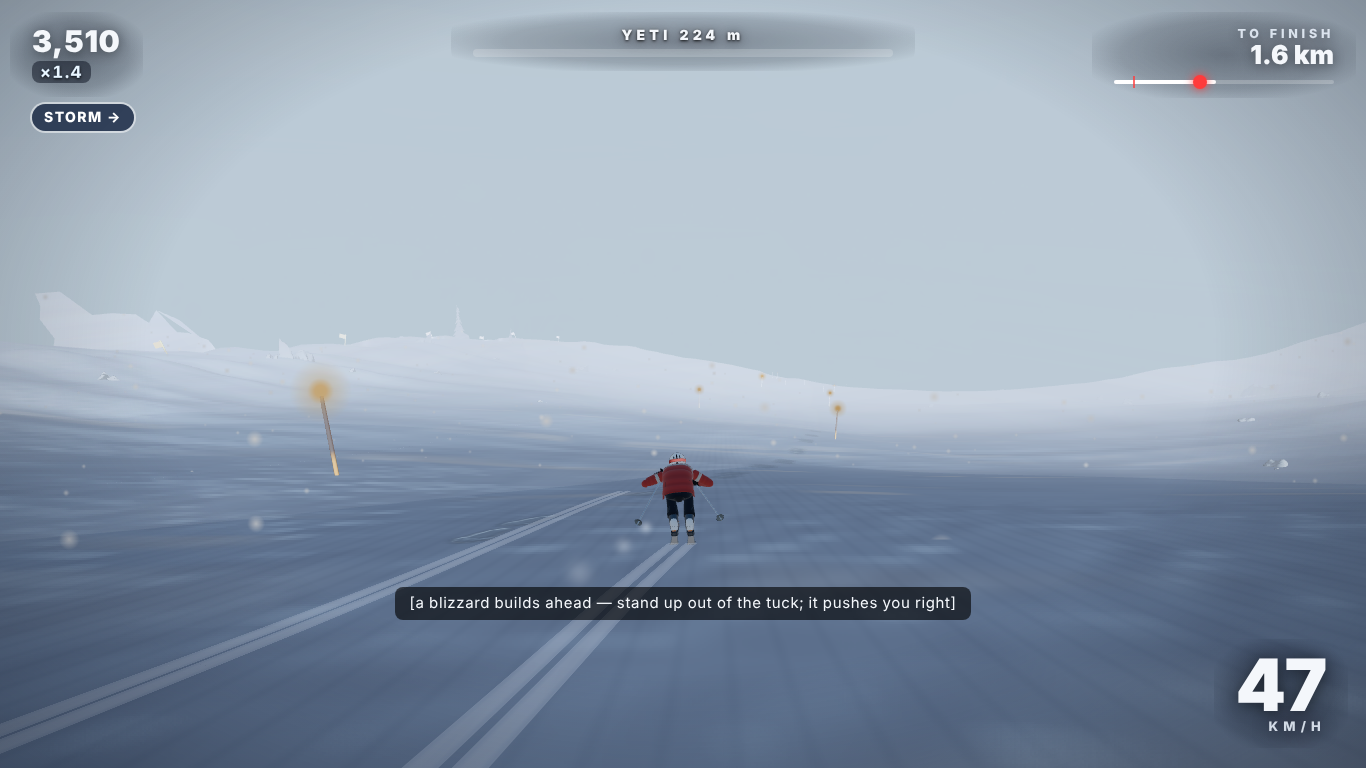 3,510
×1.4
STORM →
YETI 224 m
TO FINISH
1.6 km
[a blizzard builds ahead — stand up out of the tuck; it pushes you right]
47
KM/H